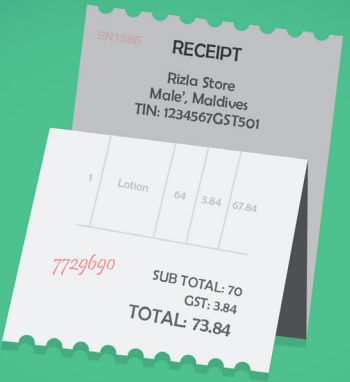 SN1586
RECEIPT
Rizla Store
Male', Maldives
TIN: 1234567GST501
1 Lotion 64 3.84 67.84
7729690
SUB TOTAL: 70
GST: 3.84
TOTAL: 73.84